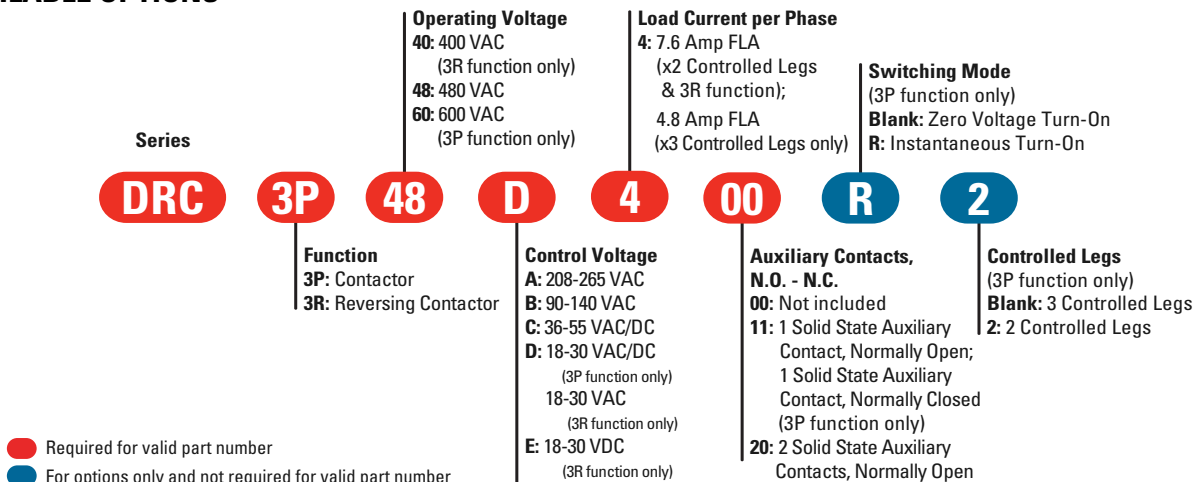 Operating Voltage
40: 400 VAC
(3R function only)
48: 480 VAC
60: 600 VAC
(3P function only)
Load Current per Phase
4: 7.6 Amp FLA
(x2 Controlled Legs
& 3R function);
4.8 Amp FLA
(x3 Controlled Legs only)
Switching Mode
(3P function only)
Blank: Zero Voltage Turn-On
R: Instantaneous Turn-On
Series
DRC 3P 48 D 4 00 R 2
Function
3P: Contactor
3R: Reversing Contactor
Control Voltage
A: 208-265 VAC
B: 90-140 VAC
C: 36-55 VAC/DC
D: 18-30 VAC/DC
(3P function only)
18-30 VAC
(3R function only)
E: 18-30 VDC
(3R function only)
Auxiliary Contacts,
N.O. - N.C.
00: Not included
11: 1 Solid State Auxiliary
Contact, Normally Open;
1 Solid State Auxiliary
Contact, Normally Closed
(3P function only)
20: 2 Solid State Auxiliary
Contacts, Normally Open
Controlled Legs
(3P function only)
Blank: 3 Controlled Legs
2: 2 Controlled Legs
Required for valid part number
For options only and not required for valid part number